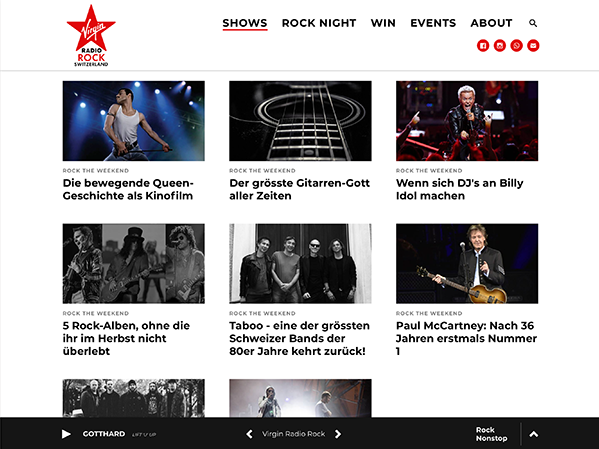 Virgin
RADIO
ROCK
SWITZERLAND
SHOWS ROCK NIGHT WIN EVENTS ABOUT
ROCK THE WEEKEND
Die bewegende Queen-
Geschichte als Kinofilm
ROCK THE WEEKEND
Der grösste Gitarren-Gott
aller Zeiten
ROCK THE WEEKEND
Wenn sich DJ's an Billy
Idol machen
ROCK THE WEEKEND
5 Rock-Alben, ohne die
ihr im Herbst nicht
überlebt
ROCK THE WEEKEND
Taboo - eine der grössten
Schweizer Bands der
80er Jahre kehrt zurück!
ROCK THE WEEKEND
Paul McCartney: Nach 36
Jahren erstmals Nummer
1
GOTTHARD LIFT U' UP
Virgin Radio Rock
Rock
Nonstop